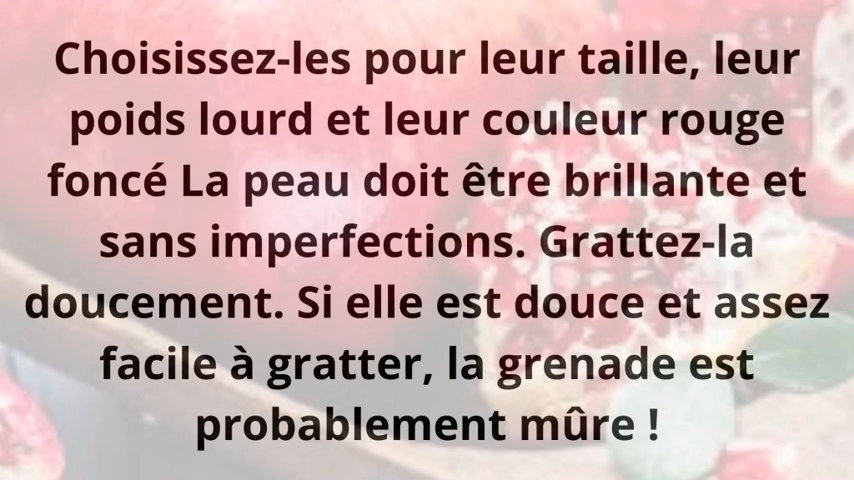 Choisissez-les pour leur taille, leur
poids lourd et leur couleur rouge
foncé La peau doit être brillante et
sans imperfections. Grattez-la
doucement. Si elle est douce et assez
facile à gratter, la grenade est
probablement mûre !